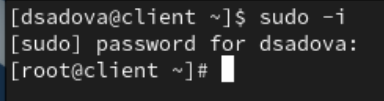 [dsadova@client ~]$ sudo -i
[sudo] password for dsadova:
[root@client ~]#